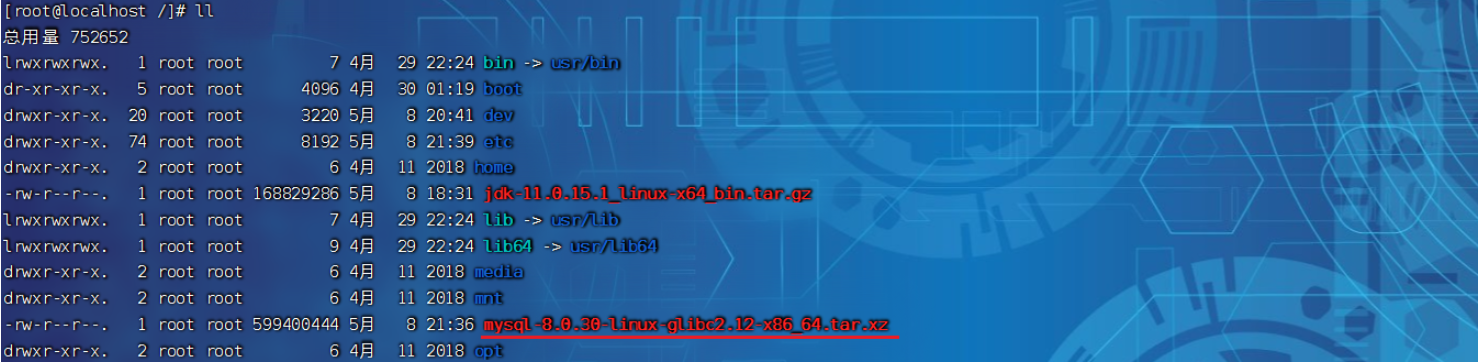 [root@localhost /]# ll
总用量 752652
lrwxrwxrwx.   1 root root         7 4月  29 22:24 bin -> usr/bin
dr-xr-xr-x.   5 root root      4096 4月  30 01:19 boot
drwxr-xr-x.  20 root root      3220 5月   8 20:41 dev
drwxr-xr-x.  74 root root      8192 5月   8 21:39 etc
drwxr-xr-x.   2 root root         6 4月  11 2018 home
-rw-r--r--.   1 root root 168829286 5月   8 18:31 jdk-11.0.15.1_linux-x64_bin.tar.gz
lrwxrwxrwx.   1 root root         7 4月  29 22:24 lib -> usr/lib
lrwxrwxrwx.   1 root root         9 4月  29 22:24 lib64 -> usr/lib64
drwxr-xr-x.   2 root root         6 4月  11 2018 media
drwxr-xr-x.   2 root root         6 4月  11 2018 mnt
-rw-r--r--.   1 root root 599400444 5月   8 21:36 mysql-8.0.30-linux-glibc2.12-x86_64.tar.xz
drwxr-xr-x.   2 root root         6 4月  11 2018 opt